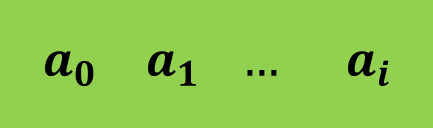 a₀ a₁ ... aᵢ